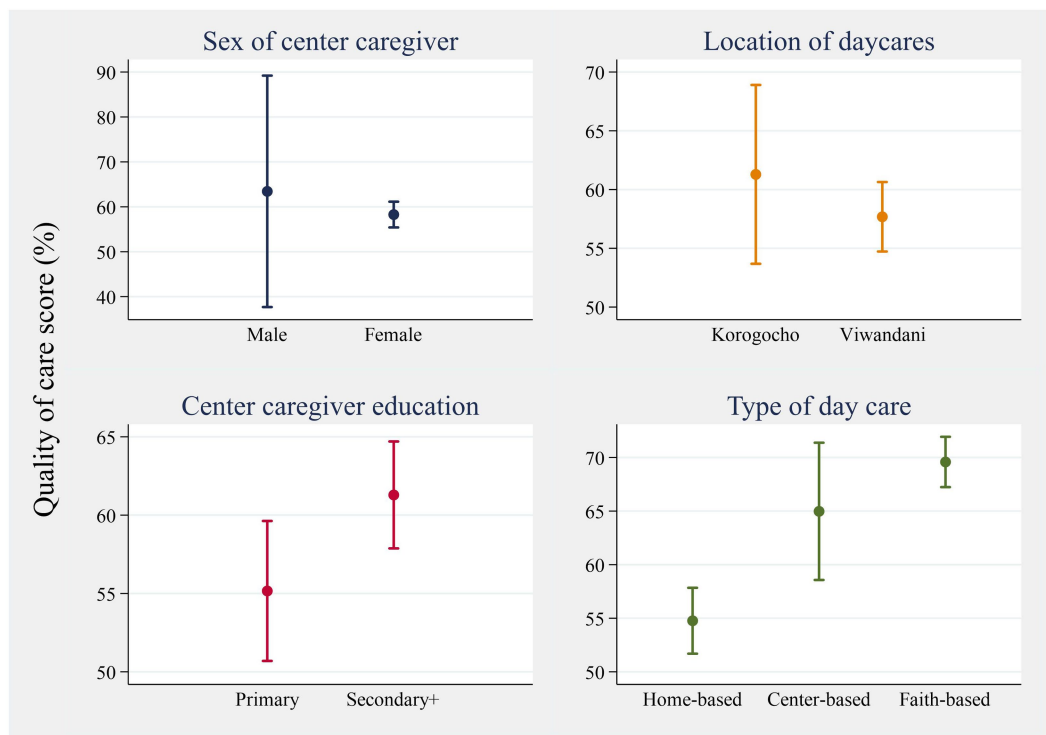 Quality of care score (%)
Sex of center caregiver
90
80
70
60
50
40
Male Female
Location of daycares
70
65
60
55
50
Korogocho Viwandani
Center caregiver education
65
60
55
50
Primary Secondary+
Type of day care
70
65
60
55
50
Home-based Center-based Faith-based